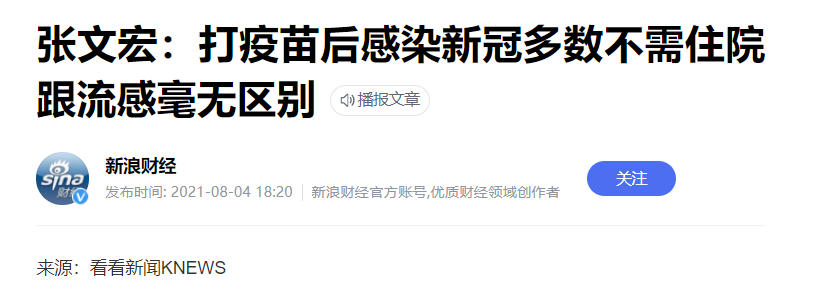 张文宏：打疫苗后感染新冠多数不需住院
跟流感毫无区别 播报文章
新浪财经
sina
财经
发布时间: 2021-08-04 18:20 新浪财经官方账号,优质财经领域创作者
关注
来源：看看新闻KNEWS